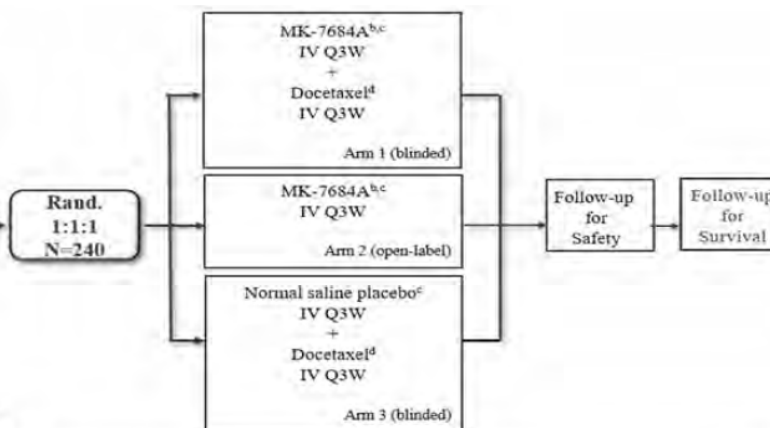 MK-7684Aᵇ,ᶜ
IV Q3W
+
Docetaxelᵈ
IV Q3W
Arm 1 (blinded)
Rand.
1:1:1
N=240
MK-7684Aᵇ,ᶜ
IV Q3W
Arm 2 (open-label)
Normal saline placeboᶜ
IV Q3W
+
Docetaxelᵈ
IV Q3W
Arm 3 (blinded)
Follow-up
for
Safety
Follow-up
for
Survival